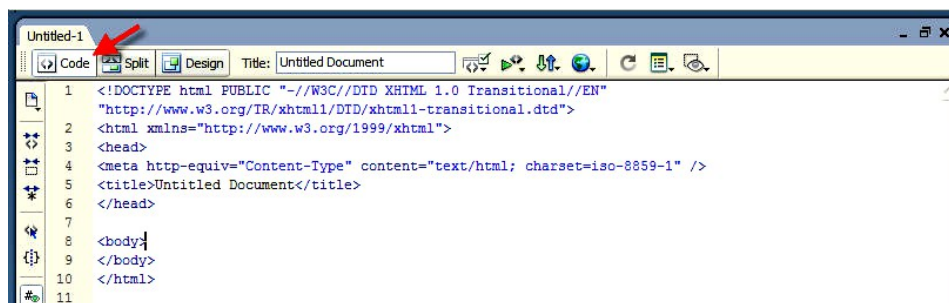 Untitled-1
Code Split Design Title: Untitled Document
1 <!DOCTYPE html PUBLIC "-//W3C//DTD XHTML 1.0 Transitional//EN"
"http://www.w3.org/TR/xhtml1/DTD/xhtml1-transitional.dtd">
2 <html xmlns="http://www.w3.org/1999/xhtml">
3 <head>
4 <meta http-equiv="Content-Type" content="text/html; charset=iso-8859-1" />
5 <title>Untitled Document</title>
6 </head>
7
8 <body>
9 </body>
10 </html>
11